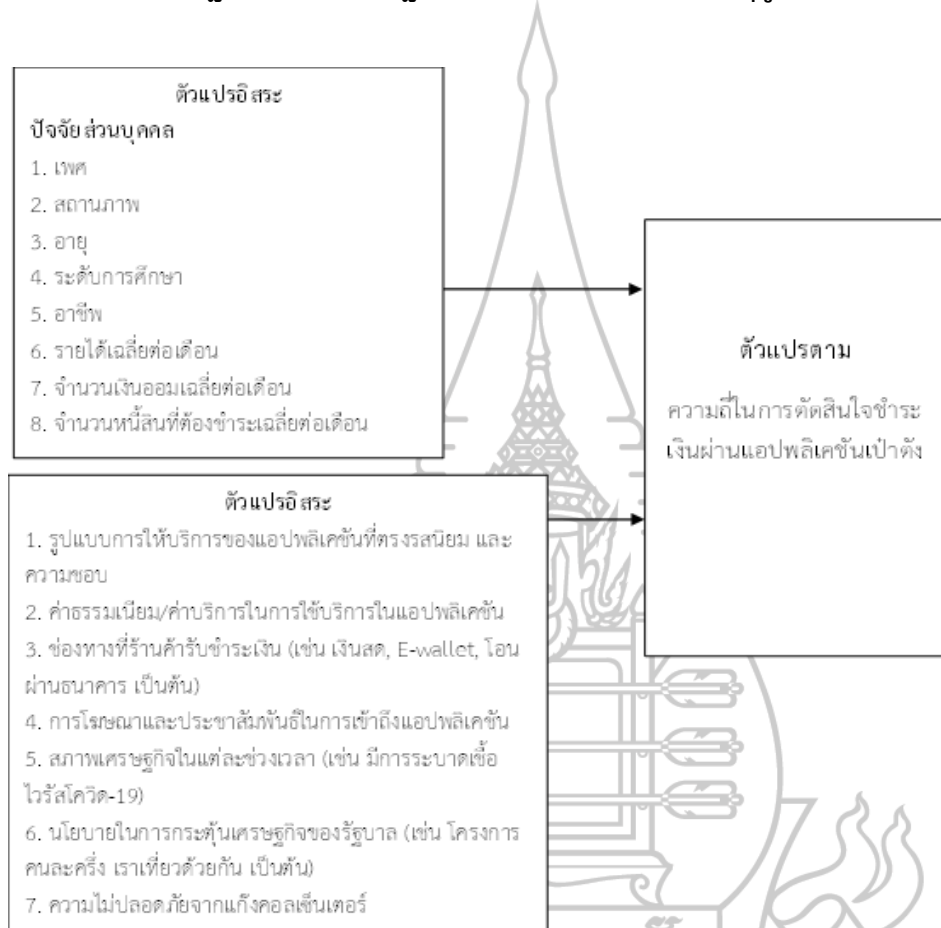 ตัวแปรอิสระ
ปัจจัยส่วนบุคคล
1. เพศ
2. สถานภาพ
3. อายุ
4. ระดับการศึกษา
5. อาชีพ
6. รายได้เฉลี่ยต่อเดือน
7. จำนวนเงินออมเฉลี่ยต่อเดือน
8. จำนวนหนี้สินที่ต้องชำระเฉลี่ยต่อเดือน
ตัวแปรอิสระ
1. รูปแบบการให้บริการของแอปพลิเคชันที่ตรงรสนิยม และ
ความชอบ
2. ค่าธรรมเนียม/ค่าบริการในการใช้บริการในแอปพลิเคชัน
3. ช่องทางที่ร้านค้ารับชำระเงิน (เช่น เงินสด, E-wallet, โอน
ผ่านธนาคาร เป็นต้น)
4. การโฆษณาและประชาสัมพันธ์ในการเข้าถึงแอปพลิเคชัน
5. สภาพเศรษฐกิจในแต่ละช่วงเวลา (เช่น มีการระบาดเชื้อ
ไวรัสโควิด-19)
6. นโยบายในการกระตุ้นเศรษฐกิจของรัฐบาล (เช่น โครงการ
คนละครึ่ง เราเที่ยวด้วยกัน เป็นต้น)
7. ความไม่ปลอดภัยจากแก๊งคอลเซ็นเตอร์
ตัวแปรตาม
ความถี่ในการตัดสินใจชำระ
เงินผ่านแอปพลิเคชันเป๋าตัง